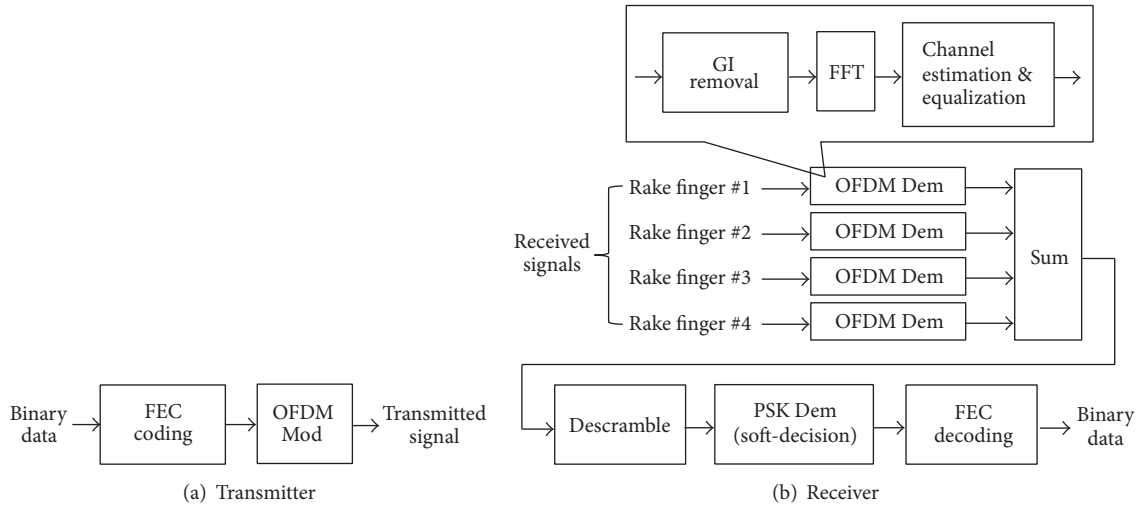 Binary
data
FEC
coding
OFDM
Mod
Transmitted
signal
(a) Transmitter
GI
removal
FFT
Channel
estimation &
equalization
Received
signals
Rake finger #1
OFDM Dem
Rake finger #2
OFDM Dem
Rake finger #3
OFDM Dem
Rake finger #4
OFDM Dem
Sum
Descramble
PSK Dem
(soft-decision)
FEC
decoding
Binary
data
(b) Receiver